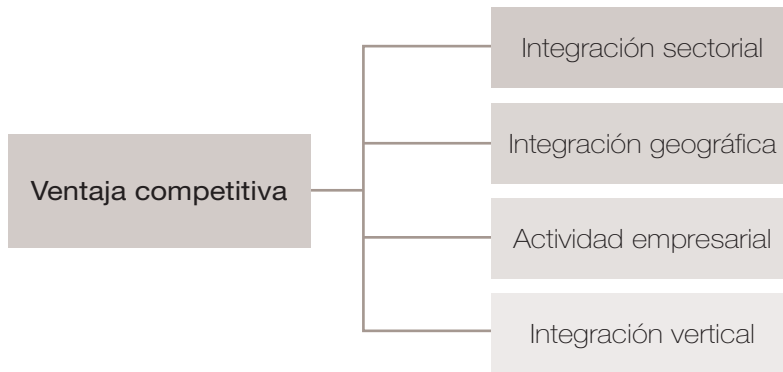 Ventaja competitiva
Integración sectorial
Integración geográfica
Actividad empresarial
Integración vertical